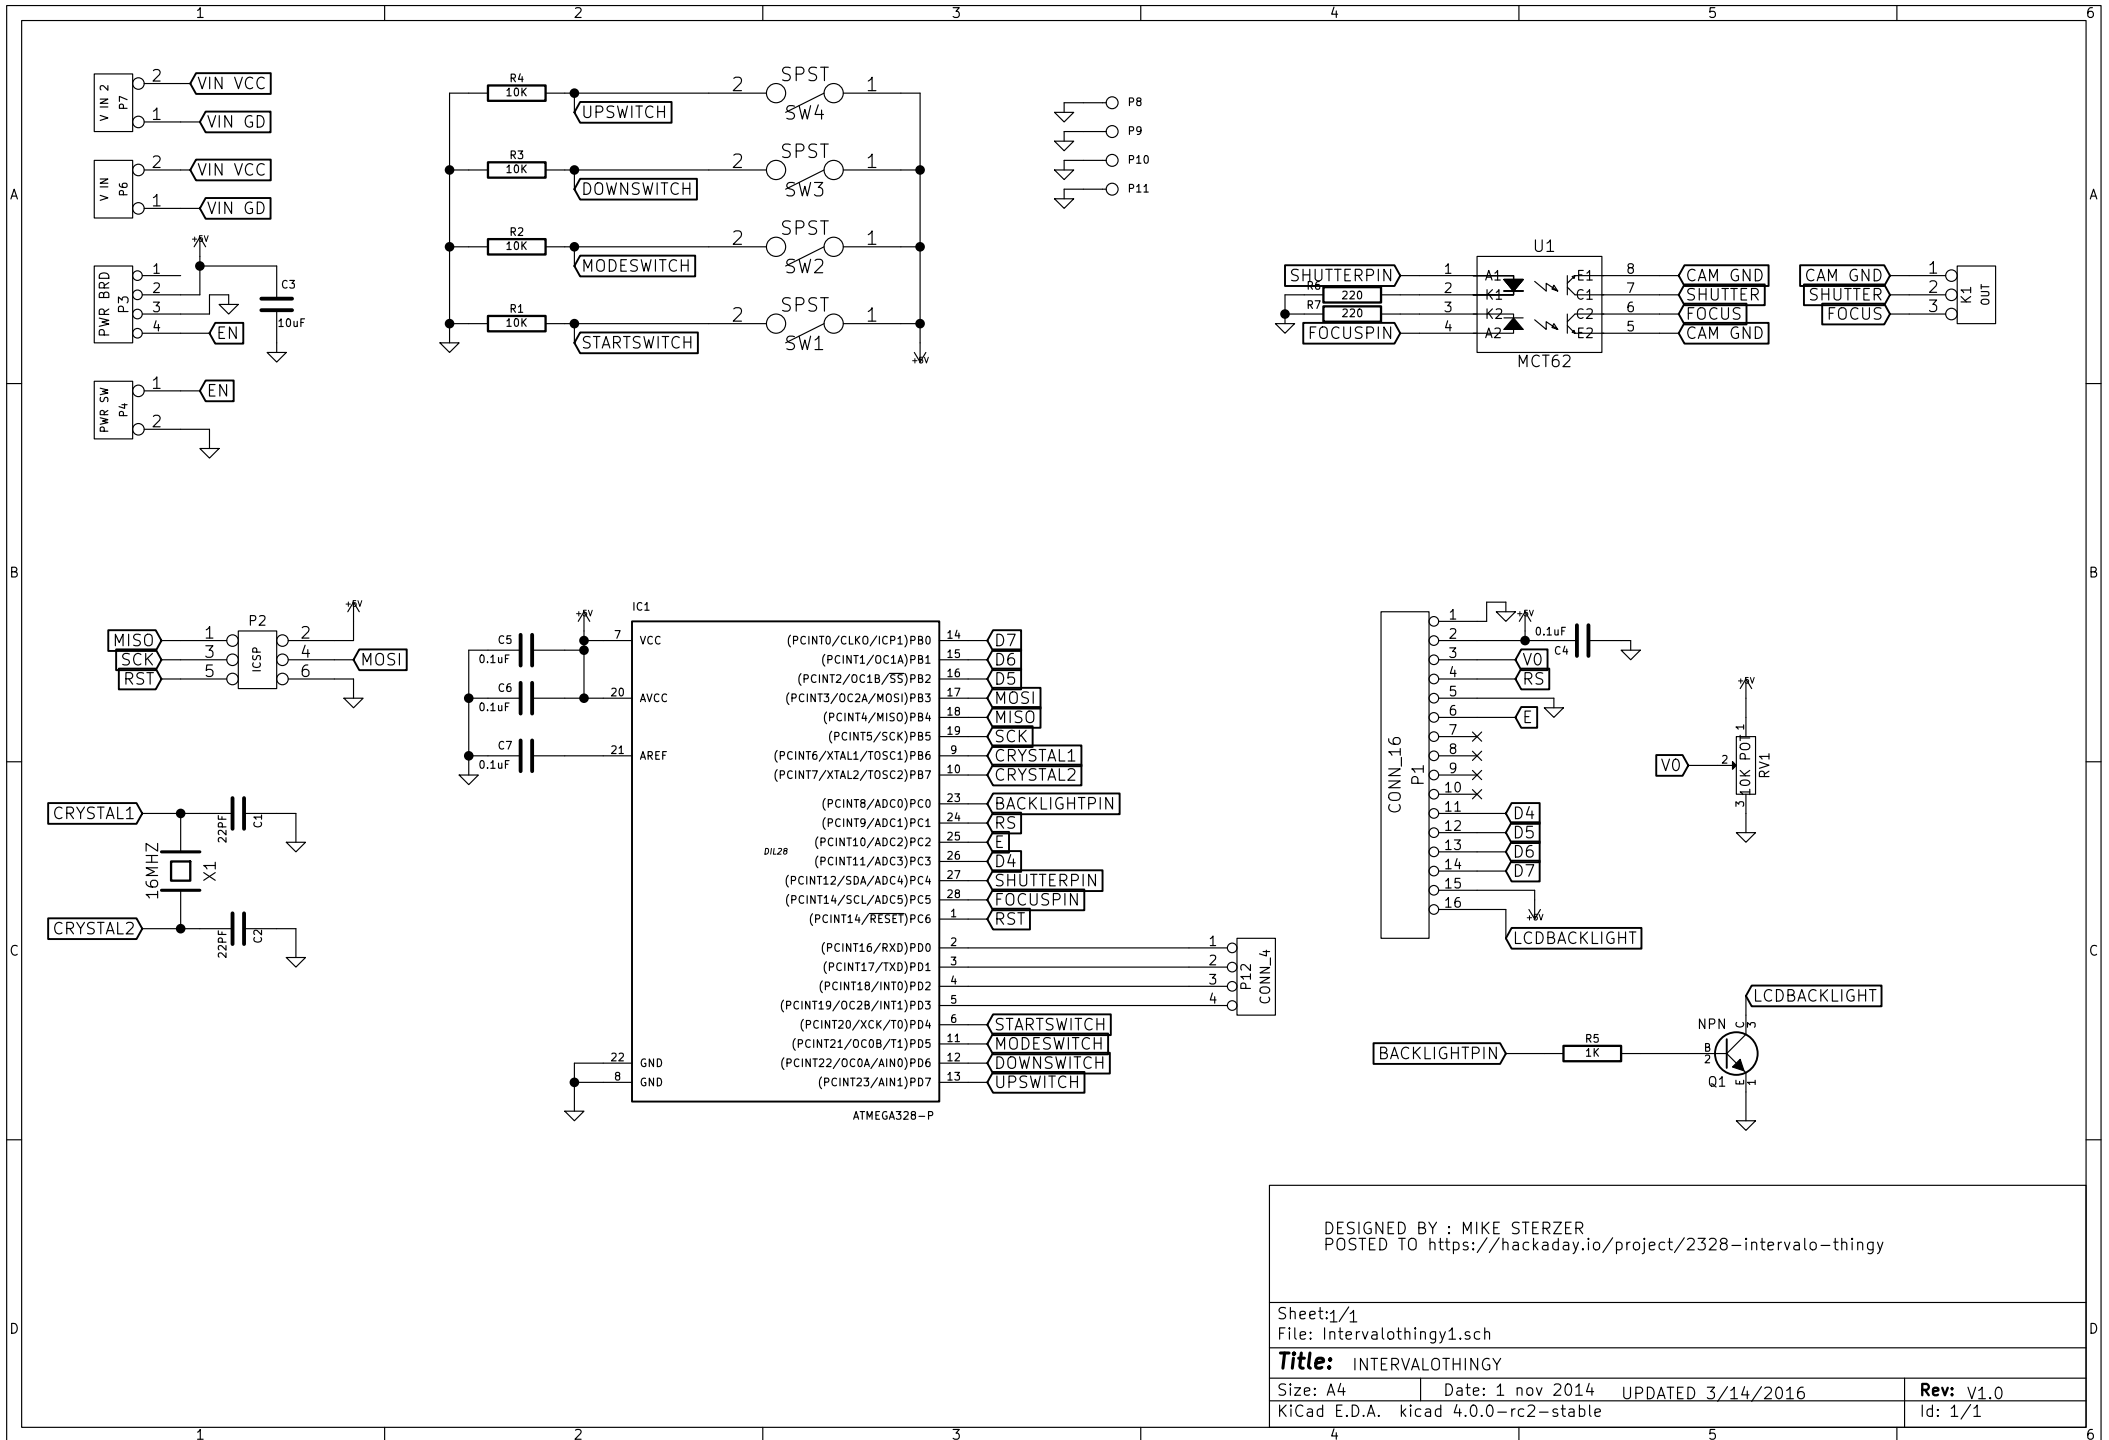 1 2 3 4 5 6
A
B
C
D
V IN 2
P7
2 VIN VCC
1 VIN GD
V IN
P6
2 VIN VCC
1 VIN GD
+5V
PWR BRD
P3
1
2
3
4 EN
C3
10uF
PWR SW
P4
1 EN
2
R4
10K
UPSWITCH
2 SPST 1
SW4
R3
10K
DOWNSWITCH
2 SPST 1
SW3
R2
10K
MODESWITCH
2 SPST 1
SW2
R1
10K
STARTSWITCH
2 SPST 1
SW1
+5V
P8
P9
P10
P11
U1
SHUTTERPIN 1 A1 E1 8 CAM GND
R6 220 2 K1 C1 7 SHUTTER
R7 220 3 K2 C2 6 FOCUS
FOCUSPIN 4 A2 E2 5 CAM GND
MCT62
CAM GND 1
SHUTTER 2
FOCUS 3
K1
OUT
P2
ICSP
+5V
MISO 1 2
SCK 3 4 MOSI
RST 5 6
CRYSTAL1
22PF C1
16MHZ X1
CRYSTAL2
22PF C2
IC1
+5V
C5
0.1uF
C6
0.1uF
C7
0.1uF
7 VCC
20 AVCC
21 AREF
22 GND
8 GND
DIL28
(PCINT0/CLKO/ICP1)PB0 14 D7
(PCINT1/OC1A)PB1 15 D6
(PCINT2/OC1B/SS)PB2 16 D5
(PCINT3/OC2A/MOSI)PB3 17 MOSI
(PCINT4/MISO)PB4 18 MISO
(PCINT5/SCK)PB5 19 SCK
(PCINT6/XTAL1/TOSC1)PB6 9 CRYSTAL1
(PCINT7/XTAL2/TOSC2)PB7 10 CRYSTAL2
(PCINT8/ADC0)PC0 23 BACKLIGHTPIN
(PCINT9/ADC1)PC1 24 RS
(PCINT10/ADC2)PC2 25 E
(PCINT11/ADC3)PC3 26 D4
(PCINT12/SDA/ADC4)PC4 27 SHUTTERPIN
(PCINT14/SCL/ADC5)PC5 28 FOCUSPIN
(PCINT14/RESET)PC6 1 RST
(PCINT16/RXD)PD0 2 1
(PCINT17/TXD)PD1 3 2
(PCINT18/INT0)PD2 4 3
(PCINT19/OC2B/INT1)PD3 5 4
(PCINT20/XCK/T0)PD4 6 STARTSWITCH
(PCINT21/OC0B/T1)PD5 11 MODESWITCH
(PCINT22/OC0A/AIN0)PD6 12 DOWNSWITCH
(PCINT23/AIN1)PD7 13 UPSWITCH
ATMEGA328-P
P12
CONN_4
CONN_16
P1
1
2
+5V
0.1uF
C4
3 V0
4 RS
5
6 E
7
8
9
10
11 D4
12 D5
13 D6
14 D7
15
+5V
16
LCDBACKLIGHT
+5V
V0 2
1
3
10K POT
RV1
LCDBACKLIGHT
NPN
C 3
BACKLIGHTPIN
R5
1K
B
2
Q1
E 1
DESIGNED BY : MIKE STERZER
POSTED TO https://hackaday.io/project/2328-intervalo-thingy
Sheet:1/1
File: Intervalothingy1.sch
Title: INTERVALOTHINGY
Size: A4 Date: 1 nov 2014 UPDATED 3/14/2016 Rev: V1.0
KiCad E.D.A. kicad 4.0.0-rc2-stable Id: 1/1
A
B
C
D
1 2 3 4 5 6